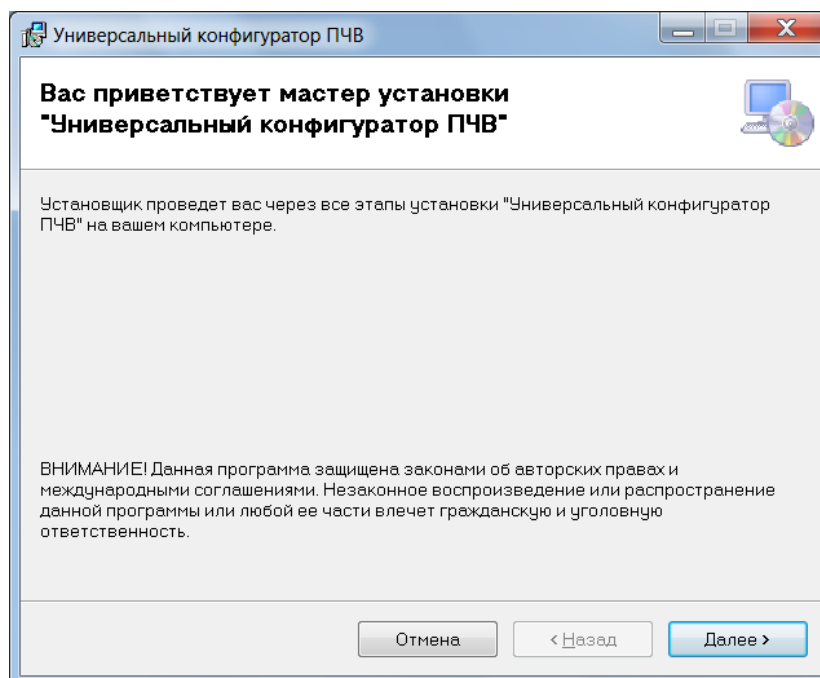 Универсальный конфигуратор ПЧВ
Вас приветствует мастер установки
"Универсальный конфигуратор ПЧВ"
Установщик проведет вас через все этапы установки "Универсальный конфигуратор
ПЧВ" на вашем компьютере.
ВНИМАНИЕ! Данная программа защищена законами об авторских правах и
международными соглашениями. Незаконное воспроизведение или распространение
данной программы или любой ее части влечет гражданскую и уголовную
ответственность.
Отмена < Назад Далее >